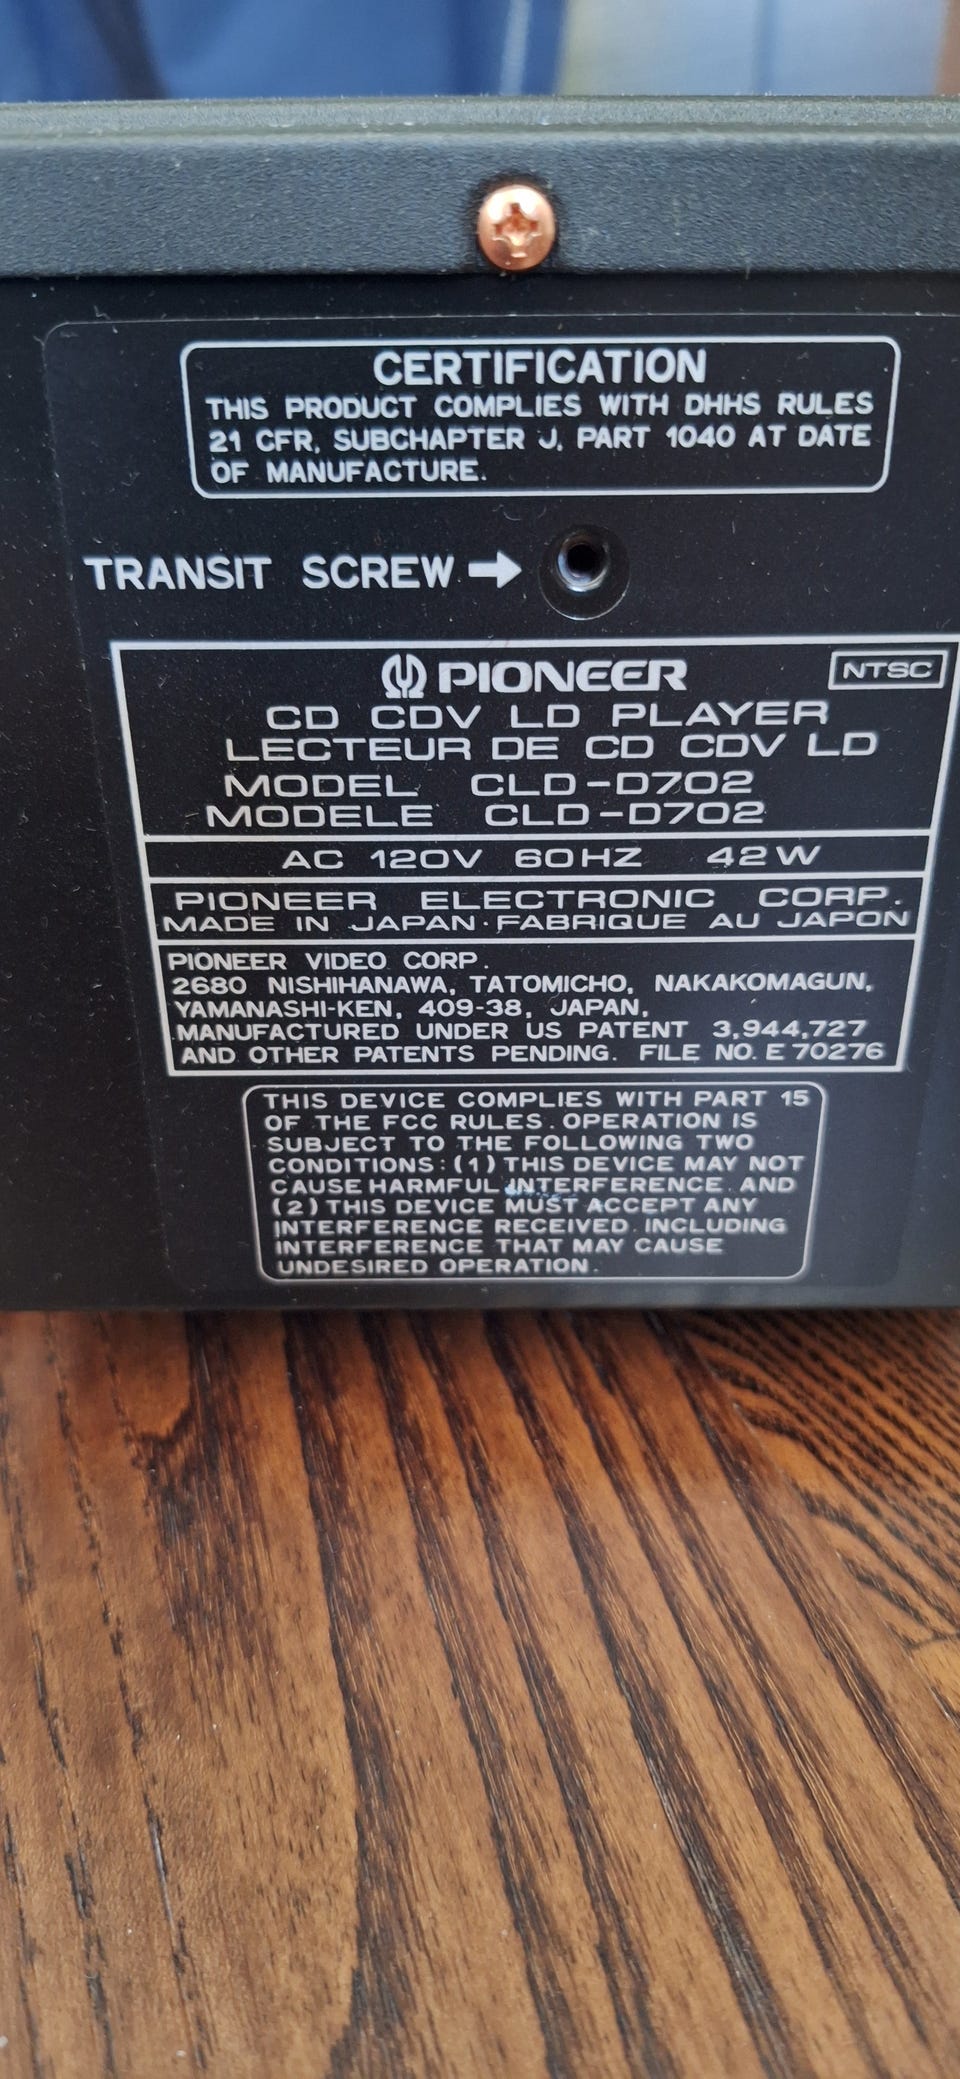 CERTIFICATION
THIS PRODUCT COMPLIES WITH DHHS RULES
21 CFR, SUBCHAPTER J, PART 1040 AT DATE
OF MANUFACTURE.
TRANSIT SCREW
PIONEER
NTSC
CD CDV LD PLAYER
LECTEUR DE CD CDV LD
MODEL CLD-D702
MODELE CLD-D702
AC 120V 60HZ 42W
PIONEER ELECTRONIC CORP.
MADE IN JAPAN·FABRIQUE AU JAPON
PIONEER VIDEO CORP.
2680 NISHIHANAWA, TATOMICHO, NAKAKOMAGUN,
YAMANASHI-KEN, 409-38, JAPAN,
MANUFACTURED UNDER US PATENT 3,944,727
AND OTHER PATENTS PENDING. FILE NO. E 70276
THIS DEVICE COMPLIES WITH PART 15
OF THE FCC RULES. OPERATION IS
SUBJECT TO THE FOLLOWING TWO
CONDITIONS: (1) THIS DEVICE MAY NOT
CAUSE HARMFUL INTERFERENCE. AND
(2) THIS DEVICE MUST ACCEPT ANY
INTERFERENCE RECEIVED. INCLUDING
INTERFERENCE THAT MAY CAUSE
UNDESIRED OPERATION.